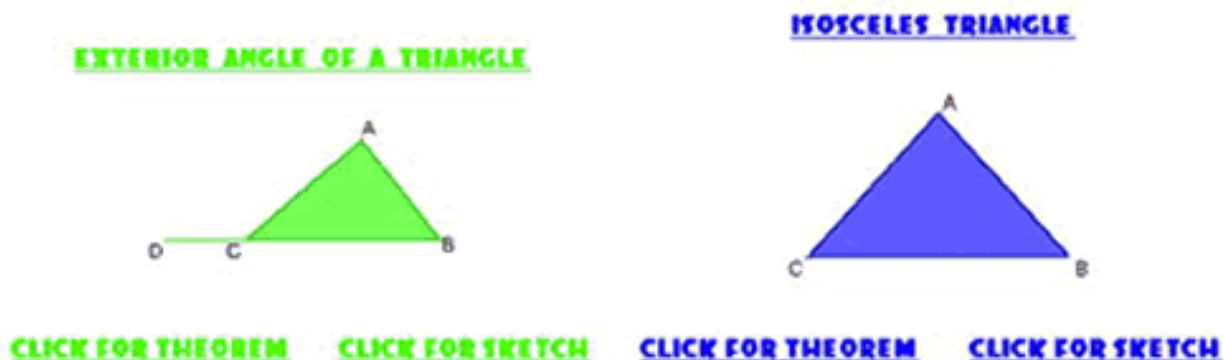 EXTERIOR ANGLE OF A TRIANGLE
A
D C B
CLICK FOR THEOREM CLICK FOR SKETCH
ISOSCELES TRIANGLE
A
C B
CLICK FOR THEOREM CLICK FOR SKETCH